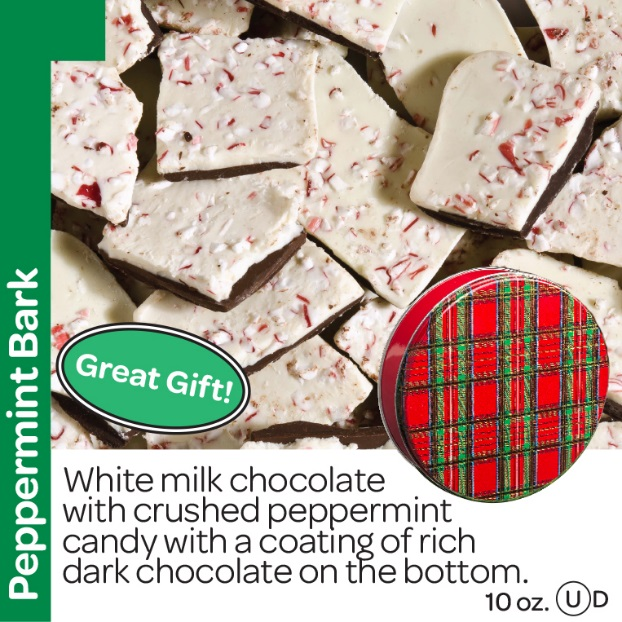 Peppermint Bark
Great Gift!
White milk chocolate
with crushed peppermint
candy with a coating of rich
dark chocolate on the bottom.
10 oz. Ⓤ D